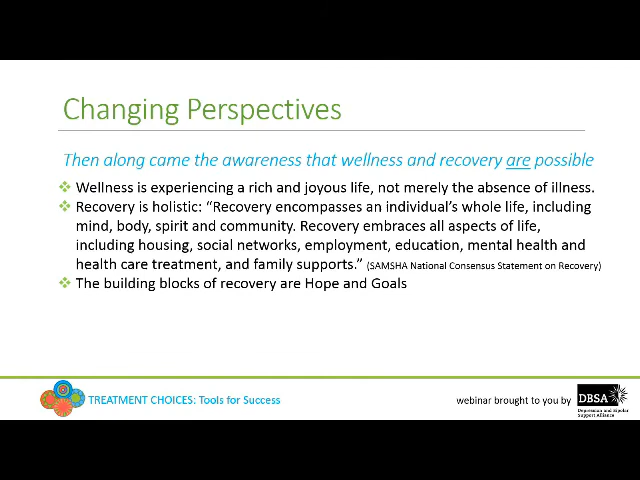 Changing Perspectives
Then along came the awareness that wellness and recovery are possible
Wellness is experiencing a rich and joyous life, not merely the absence of illness.
Recovery is holistic: “Recovery encompasses an individual’s whole life, including
mind, body, spirit and community. Recovery embraces all aspects of life,
including housing, social networks, employment, education, mental health and
health care treatment, and family supports.” (SAMSHA National Consensus Statement on Recovery)
The building blocks of recovery are Hope and Goals
TREATMENT CHOICES: Tools for Success
webinar brought to you by
DBSA
Depression and Bipolar
Support Alliance